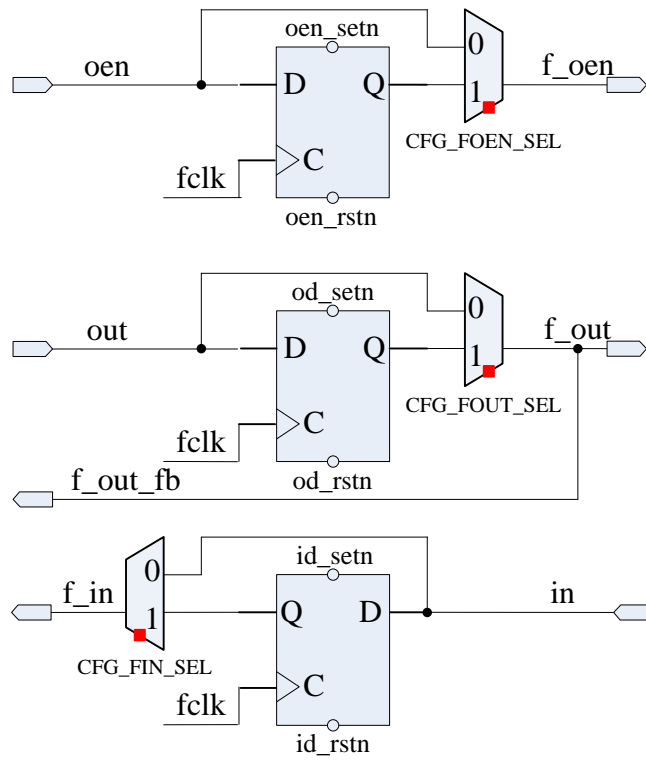 oen_setn
oen
0
f_oen
D
Q
1
CFG_FOEN_SEL
C
fclk
oen_rstn
od_setn
0
out
f_out
D
Q
1
CFG_FOUT_SEL
C
fclk
od_rstn
f_out_fb
id_setn
0
f_in
in
1
Q
D
CFG_FIN_SEL
C
fclk
id_rstn